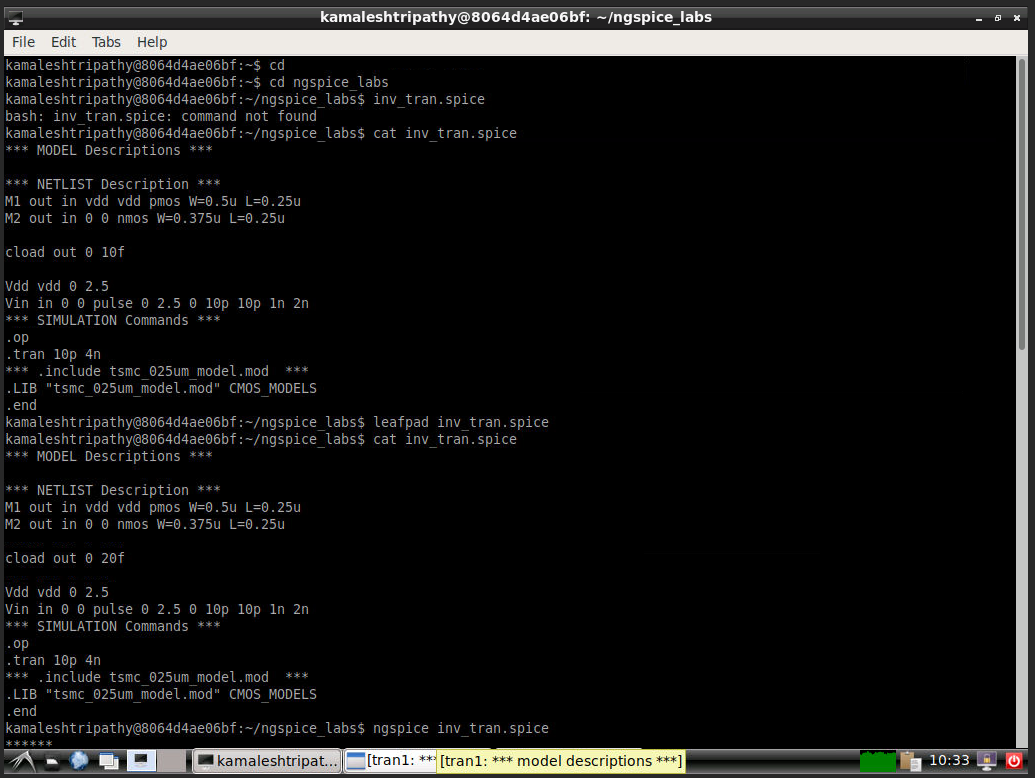 kamaleshtripathy@8064d4ae06bf: ~/ngspice_labs
File Edit Tabs Help
kamaleshtripathy@8064d4ae06bf:~$ cd
kamaleshtripathy@8064d4ae06bf:~$ cd ngspice_labs
kamaleshtripathy@8064d4ae06bf:~/ngspice_labs$ inv_tran.spice
bash: inv_tran.spice: command not found
kamaleshtripathy@8064d4ae06bf:~/ngspice_labs$ cat inv_tran.spice
*** MODEL Descriptions ***
*** NETLIST Description ***
M1 out in vdd vdd pmos W=0.5u L=0.25u
M2 out in 0 0 nmos W=0.375u L=0.25u
cload out 0 10f
Vdd vdd 0 2.5
Vin in 0 0 pulse 0 2.5 0 10p 10p 1n 2n
*** SIMULATION Commands ***
.op
.tran 10p 4n
*** .include tsmc_025um_model.mod  ***
.LIB "tsmc_025um_model.mod" CMOS_MODELS
.end
kamaleshtripathy@8064d4ae06bf:~/ngspice_labs$ leafpad inv_tran.spice
kamaleshtripathy@8064d4ae06bf:~/ngspice_labs$ cat inv_tran.spice
*** MODEL Descriptions ***
*** NETLIST Description ***
M1 out in vdd vdd pmos W=0.5u L=0.25u
M2 out in 0 0 nmos W=0.375u L=0.25u
cload out 0 20f
Vdd vdd 0 2.5
Vin in 0 0 pulse 0 2.5 0 10p 10p 1n 2n
*** SIMULATION Commands ***
.op
.tran 10p 4n
*** .include tsmc_025um_model.mod  ***
.LIB "tsmc_025um_model.mod" CMOS_MODELS
.end
kamaleshtripathy@8064d4ae06bf:~/ngspice_labs$ ngspice inv_tran.spice
******
kamaleshtripat... [tran1: *** [tran1: *** model descriptions ***] 10:33